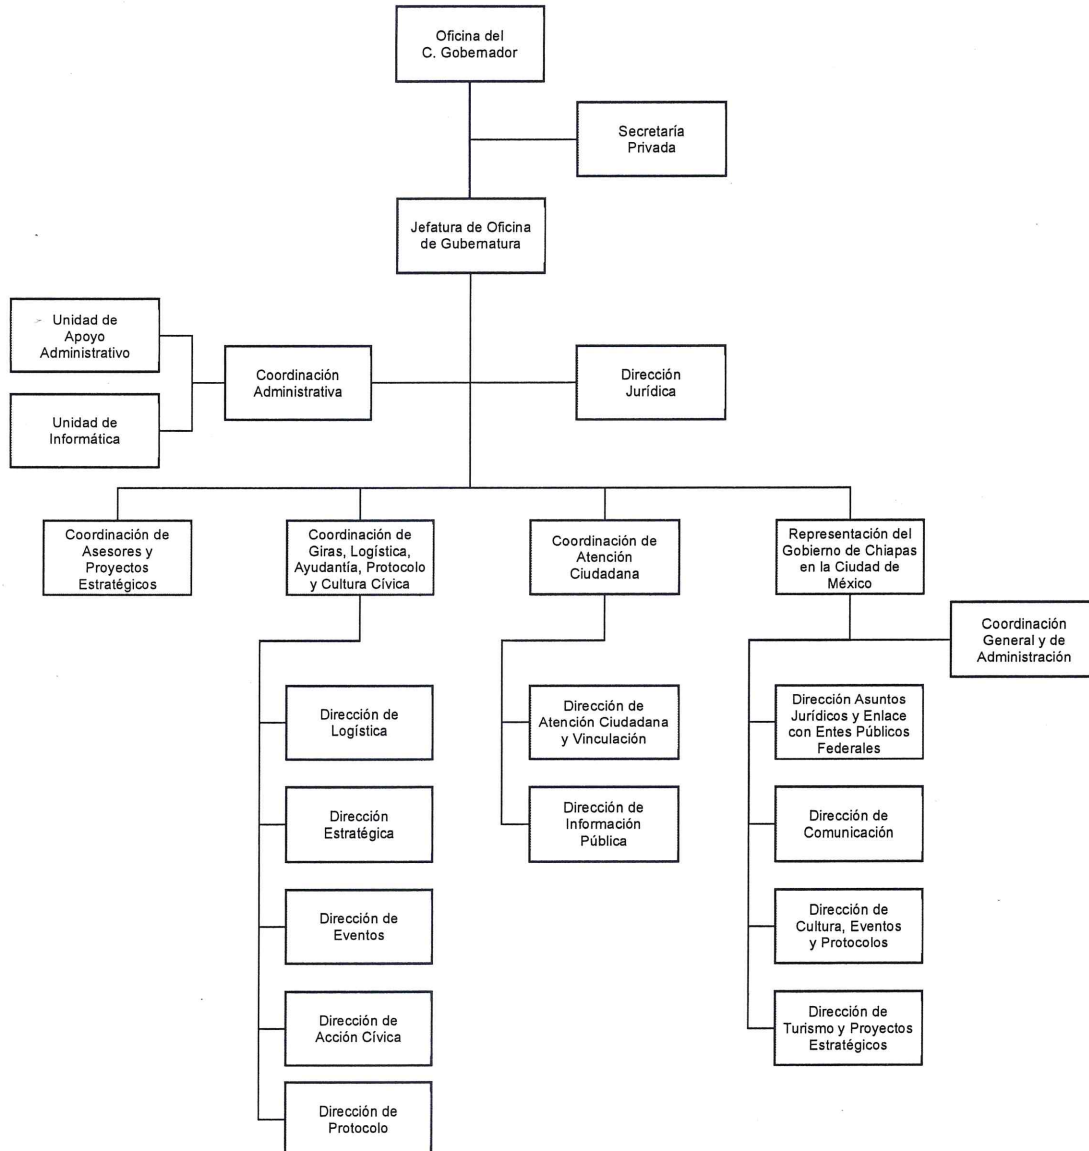 Oficina del
C. Gobernador
Secretaría
Privada
Jefatura de Oficina
de Gubernatura
Unidad de
Apoyo
Administrativo
Coordinación
Administrativa
Dirección
Jurídica
Unidad de
Informática
Coordinación de
Asesores y
Proyectos
Estratégicos
Coordinación de
Giras, Logística,
Ayudantía, Protocolo
y Cultura Cívica
Coordinación de
Atención
Ciudadana
Representación del
Gobierno de Chiapas
en la Ciudad de
México
Coordinación
General y de
Administración
Dirección de
Logística
Dirección
Estratégica
Dirección de
Eventos
Dirección de
Acción Cívica
Dirección de
Protocolo
Dirección de
Atención Ciudadana
y Vinculación
Dirección de
Información
Pública
Dirección Asuntos
Jurídicos y Enlace
con Entes Públicos
Federales
Dirección de
Comunicación
Dirección de
Cultura, Eventos
y Protocolos
Dirección de
Turismo y Proyectos
Estratégicos